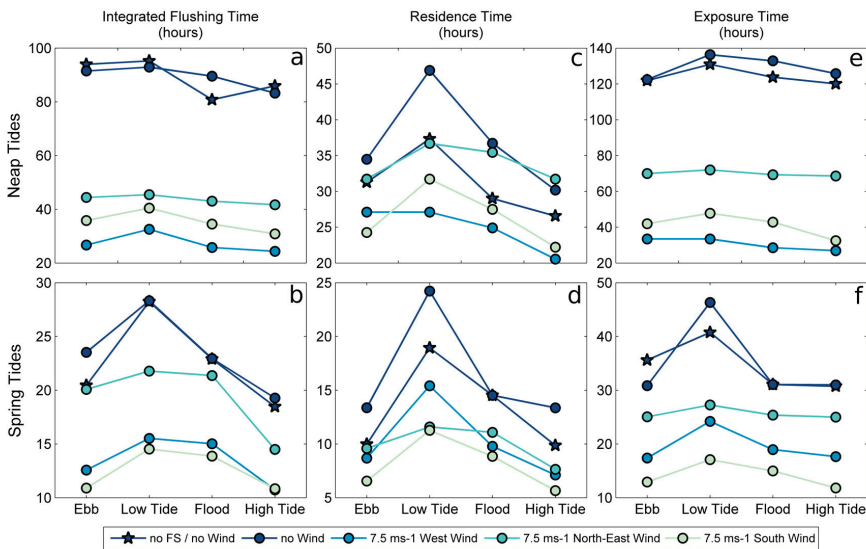 Integrated Flushing Time
(hours)
Residence Time
(hours)
Exposure Time
(hours)
Neap Tides
100
80
60
40
20
a
50
45
40
35
30
25
20
c
140
120
100
80
60
40
20
e
Spring Tides
30
25
20
15
10
b
25
20
15
10
5
d
50
40
30
20
10
f
Ebb Low Tide Flood High Tide
Ebb Low Tide Flood High Tide
Ebb Low Tide Flood High Tide
no FS / no Wind no Wind 7.5 ms-1 West Wind 7.5 ms-1 North-East Wind 7.5 ms-1 South Wind